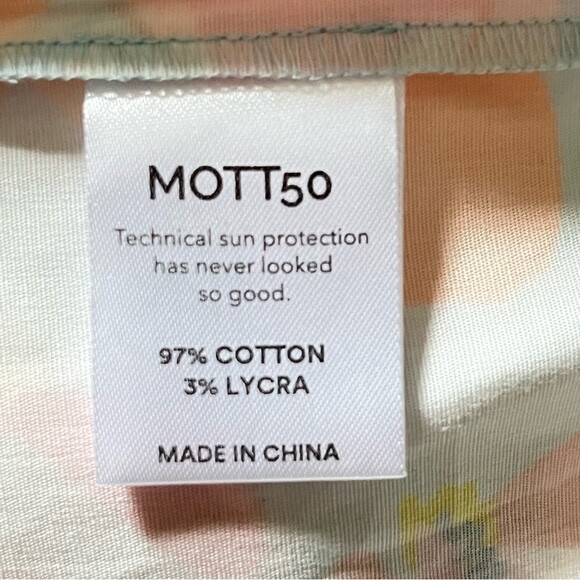 MOTT50
Technical sun protection
has never looked
so good.
97% COTTON
3% LYCRA
MADE IN CHINA